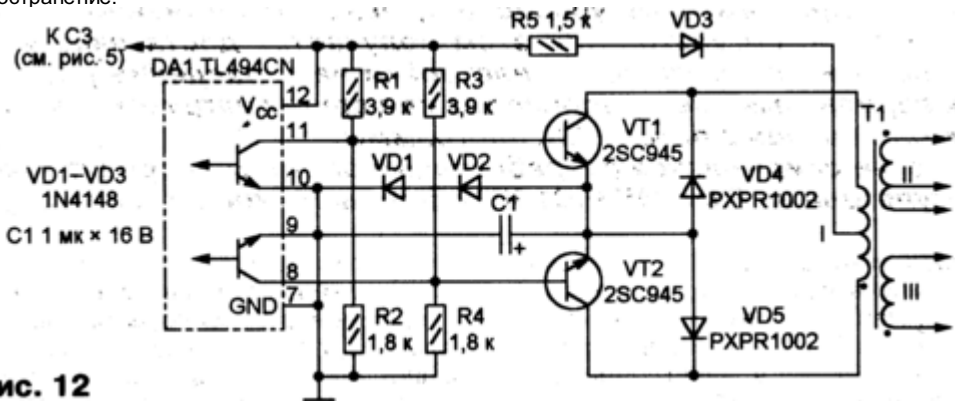 остранение.
К С3
(см. рис. 5)
R5 1,5 к
VD3
DA1 TL494CN
12
Vcc
R1
3,9 к
R3
3,9 к
T1
11
VT1
2SC945
VD1–VD3
1N4148
10
VD1
VD2
VD4
PXPR1002
II
C1 1 мк × 16 В
9
C1
+
I
8
VT2
2SC945
III
GND
7
R2
1,8 к
R4
1,8 к
VD5
PXPR1002
ис. 12